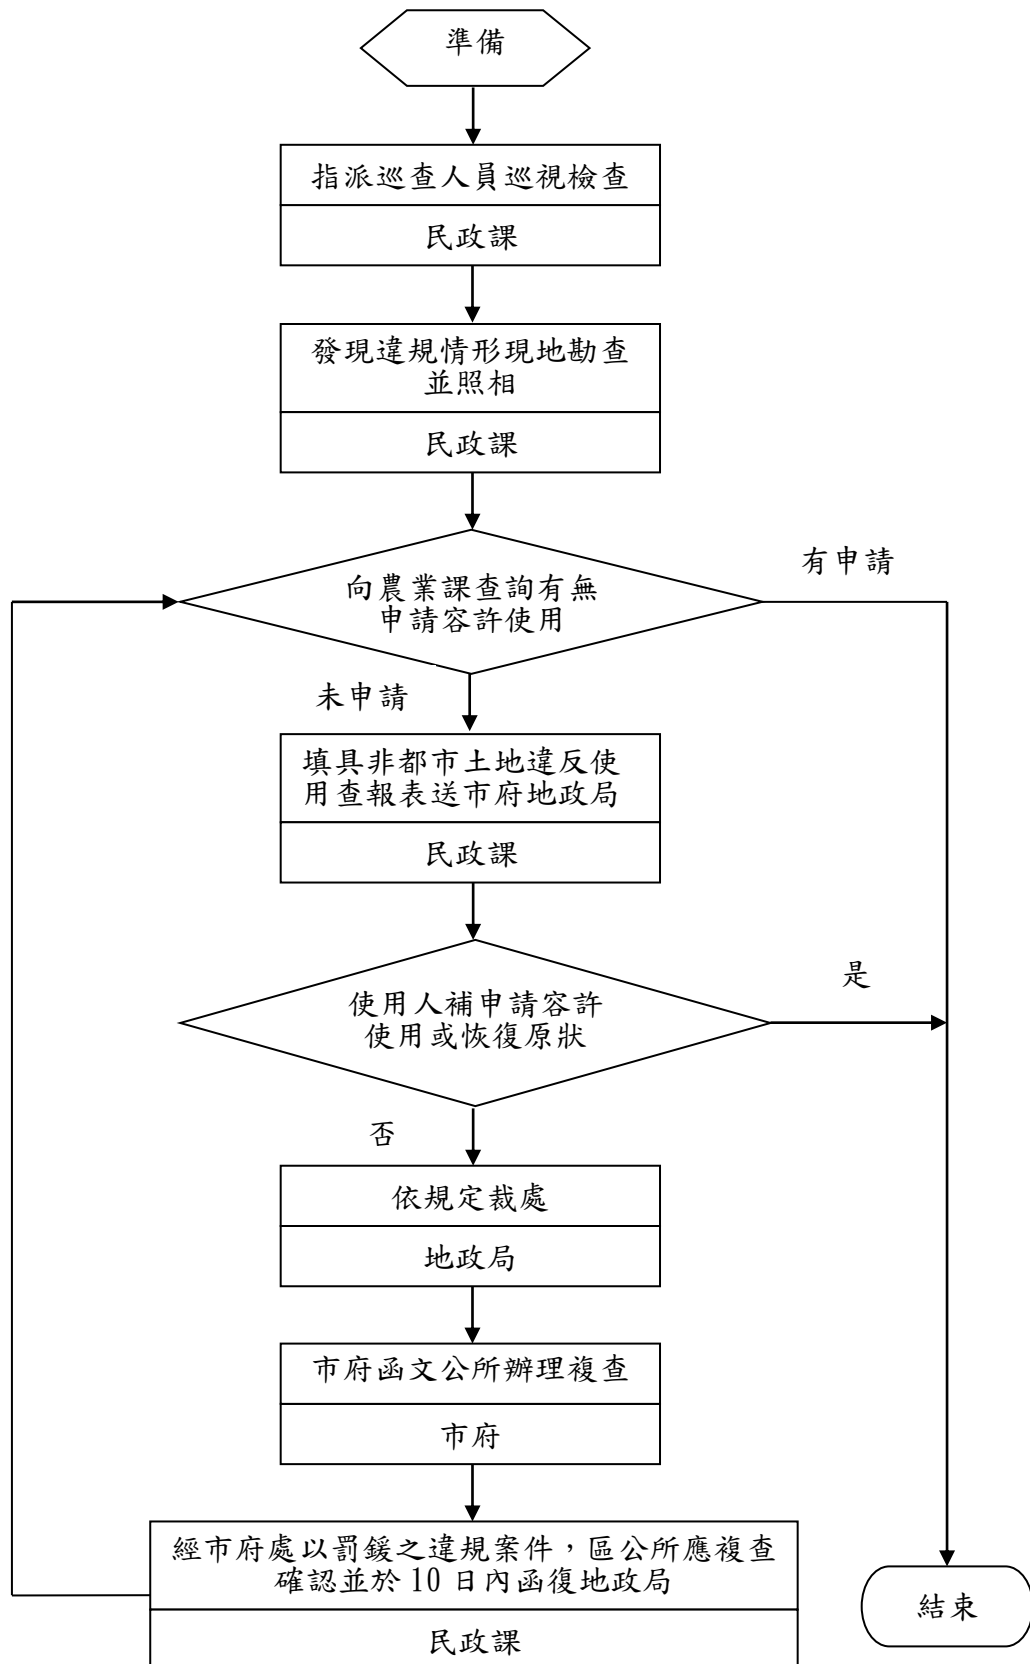 準備
指派巡查人員巡視檢查
民政課
發現違規情形現地勘查
並照相
民政課
向農業課查詢有無
申請容許使用
有申請
未申請
填具非都市土地違反使
用查報表送市府地政局
民政課
使用人補申請容許
使用或恢復原狀
是
否
依規定裁處
地政局
市府函文公所辦理複查
市府
經市府處以罰鍰之違規案件，區公所應複查
確認並於 10 日內函復地政局
民政課
結束